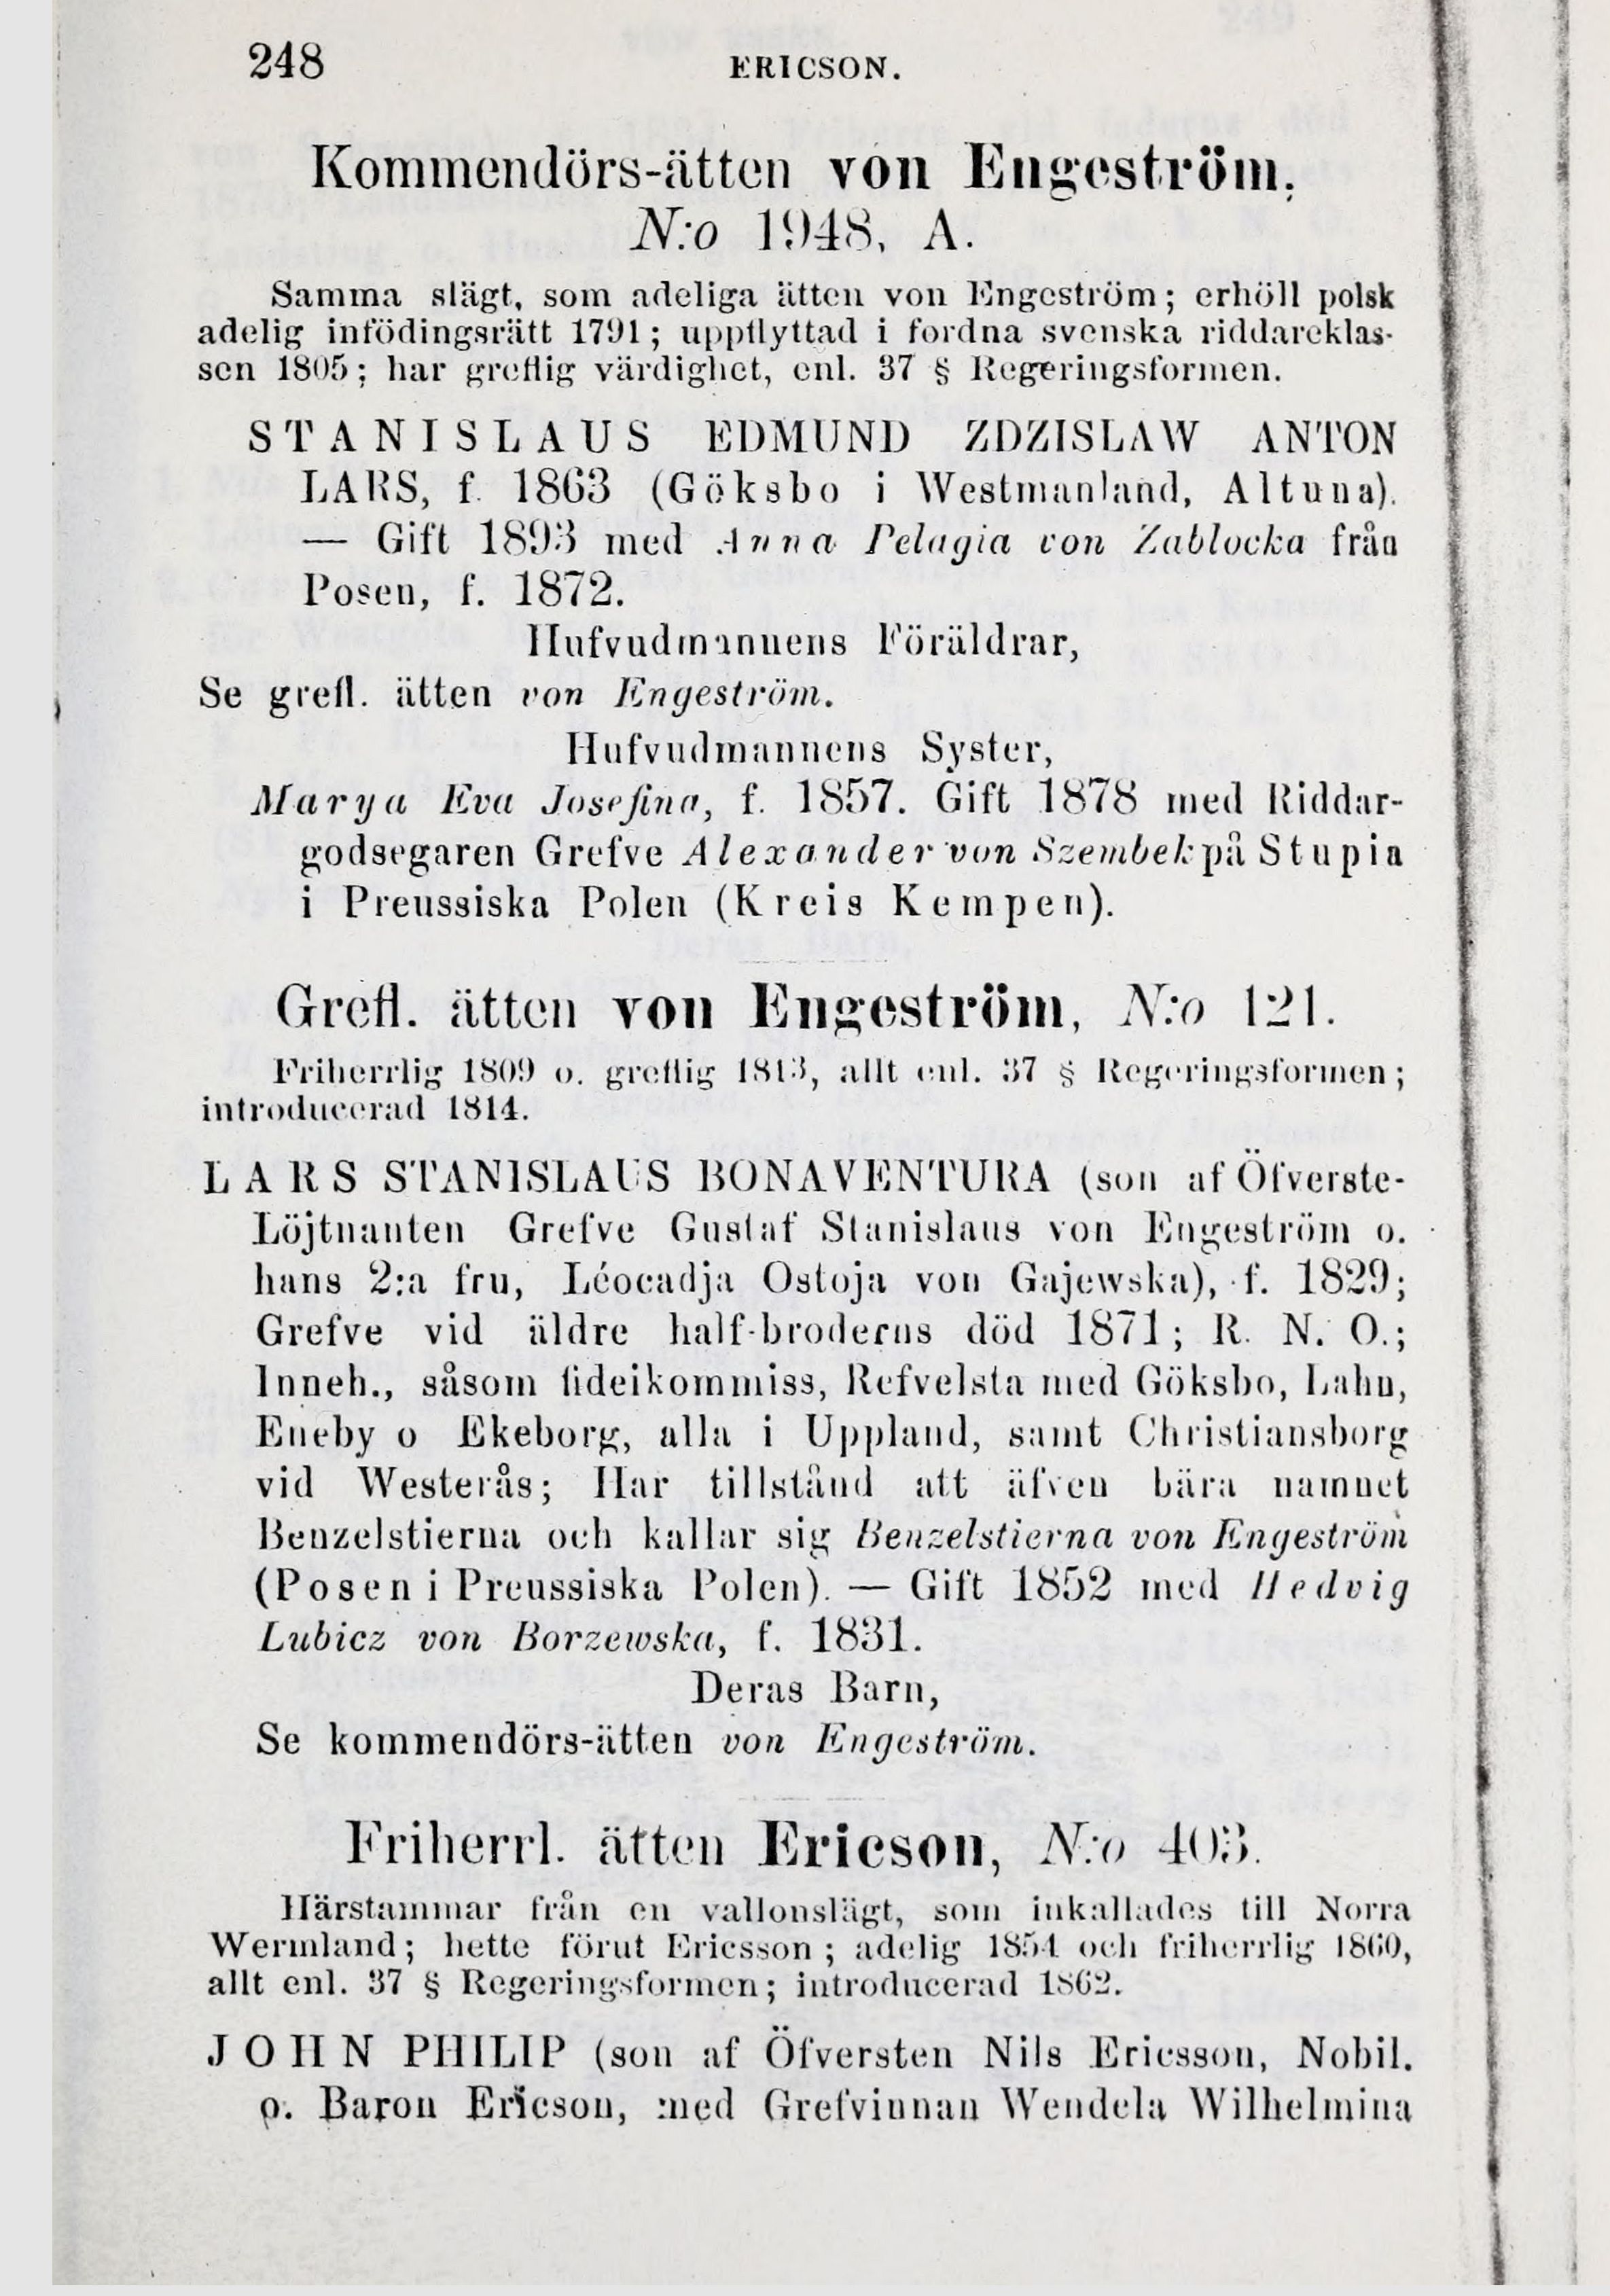 248
ERICSON.
Kommendörs-ätten von Engeström,
N:o 1948, A.
Samma slägt, som adeliga ätten von Engeström; erhöll polsk
adelig infödingsrätt 1791; uppflyttad i fordna svenska riddareklas-
sen 1805; har greflig värdighet, enl. 37 § Regeringsformen.
STANISLAUS EDMUND ZDZISLAW ANTON
LARS, f. 1863 (Göksbo i Westmanland, Altuna).
— Gift 1893 med Anna Pelagia von Zablocka från
Posen, f. 1872.
Hufvudmannens Föräldrar,
Se grefl. ätten von Engeström.
Hufvudmannens Syster,
Marya Eva Josefina, f. 1857. Gift 1878 med Riddar-
godsegaren Grefve Alexander von Szembek på Stupia
i Preussiska Polen (Kreis Kempen).
Grefl. ätten von Engeström, N:o 121.
Friherrlig 1809 o. greflig 1813, allt enl. 37 § Regeringsformen;
introducerad 1814.
LARS STANISLAUS BONAVENTURA (son af Öfverste-
Löjtnanten Grefve Gustaf Stanislaus von Engeström o.
hans 2:a fru, Léocadja Ostoja von Gajewska), f. 1829;
Grefve vid äldre half-broderns död 1871; R. N. O.;
Inneh., såsom fideikommiss, Refvelsta med Göksbo, Lahu,
Eneby o Ekeborg, alla i Uppland, samt Christiansborg
vid Westerås; Har tillstånd att äfven bära namnet
Benzelstierna och kallar sig Benzelstierna von Engeström
(Posen i Preussiska Polen). — Gift 1852 med Hedvig
Lubicz von Borzewska, f. 1831.
Deras Barn,
Se kommendörs-ätten von Engeström.
Friherrl. ätten Ericson, N:o 403.
Härstammar från en vallonslägt, som inkallades till Norra
Wermland; hette förut Ericsson; adelig 1854 och friherrlig 1860,
allt enl. 37 § Regeringsformen; introducerad 1862.
JOHN PHILIP (son af Öfversten Nils Ericsson, Nobil.
o. Baron Ericson, med Grefvinnan Wendela Wilhelmina